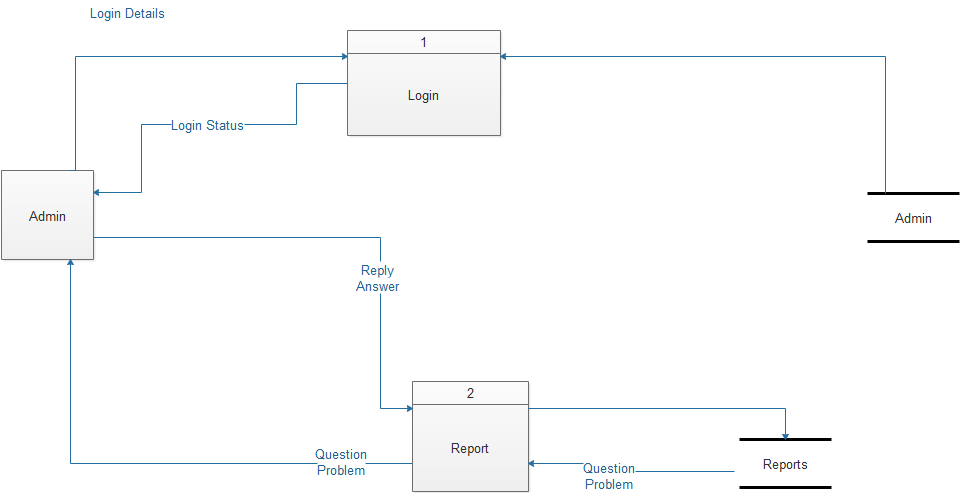 Login Details
1
Login
Login Status
Admin
Admin
Reply
Answer
2
Report
Question
Problem
Reports
Question
Problem